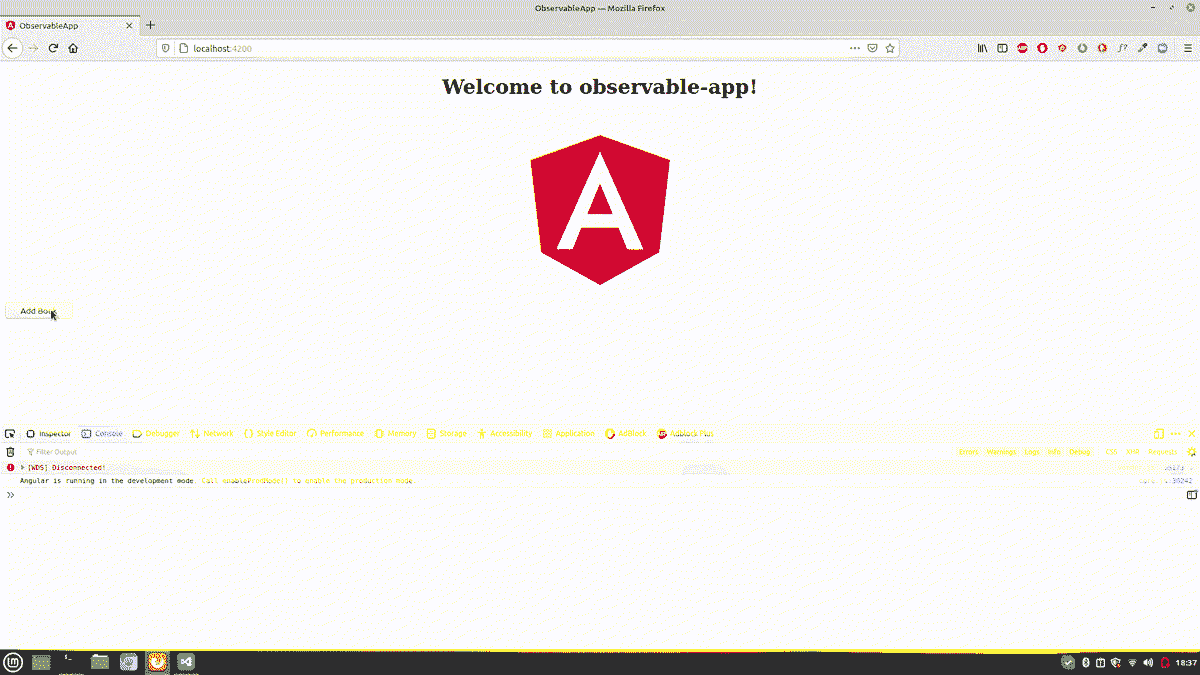 ObservableApp — Mozilla Firefox
ObservableApp
localhost:4200
Welcome to observable-app!
A
Add
Inspector Console Debugger Network Style Editor Performance Memory Storage Accessibility Application AdBlock Adblock Plus
Filter Output Errors Warnings Logs Info Debug CSS XHR Requests
[WDS] Disconnected!
Angular is running in the development mode. Call enableProdMode() to enable the production mode.
18:37